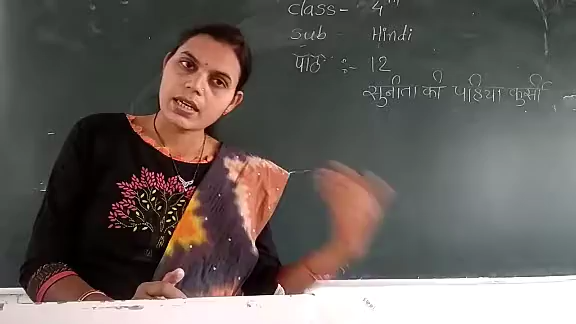 Class - 4th
Sub - Hindi
पाठ :- 12
सुनीता की पहिया कुर्सी